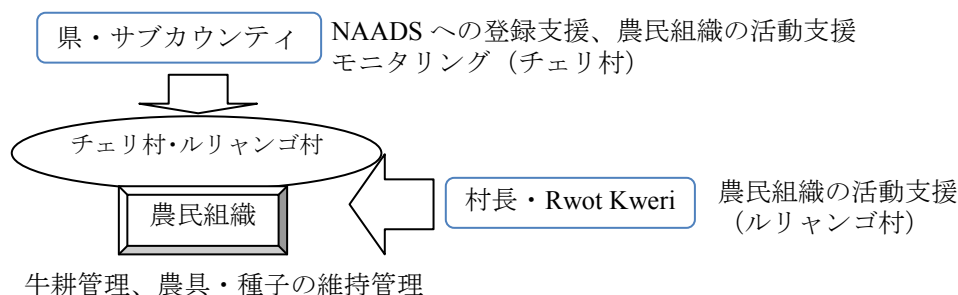 県・サブカウンティ
NAADS への登録支援、農民組織の活動支援
モニタリング（チェリ村）
チェリ村・ルリャンゴ村
農民組織
村長・Rwot Kweri
農民組織の活動支援
（ルリャンゴ村）
牛耕管理、農具・種子の維持管理